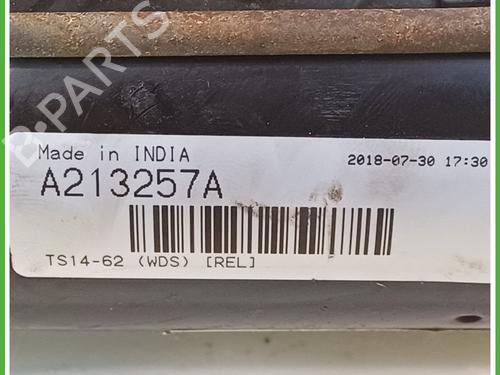 B-PARTS
Made in INDIA
2018-07-30 17:30
A213257A
TS14-62 (WDS) [REL]